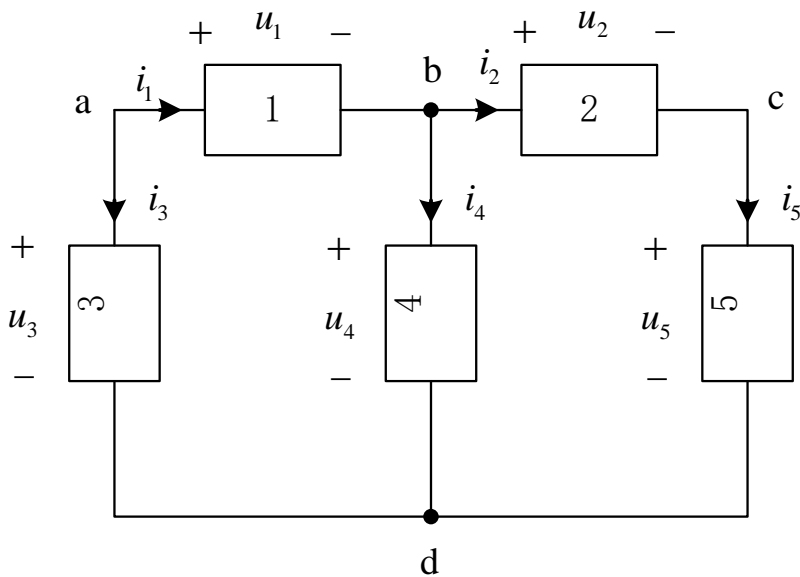 + u₁ − + u₂ −
a i₁ 1 b i₂ 2 c
i₃ i₄ i₅
+ + +
u₃ 3 u₄ 4 u₅ 5
− − −
d